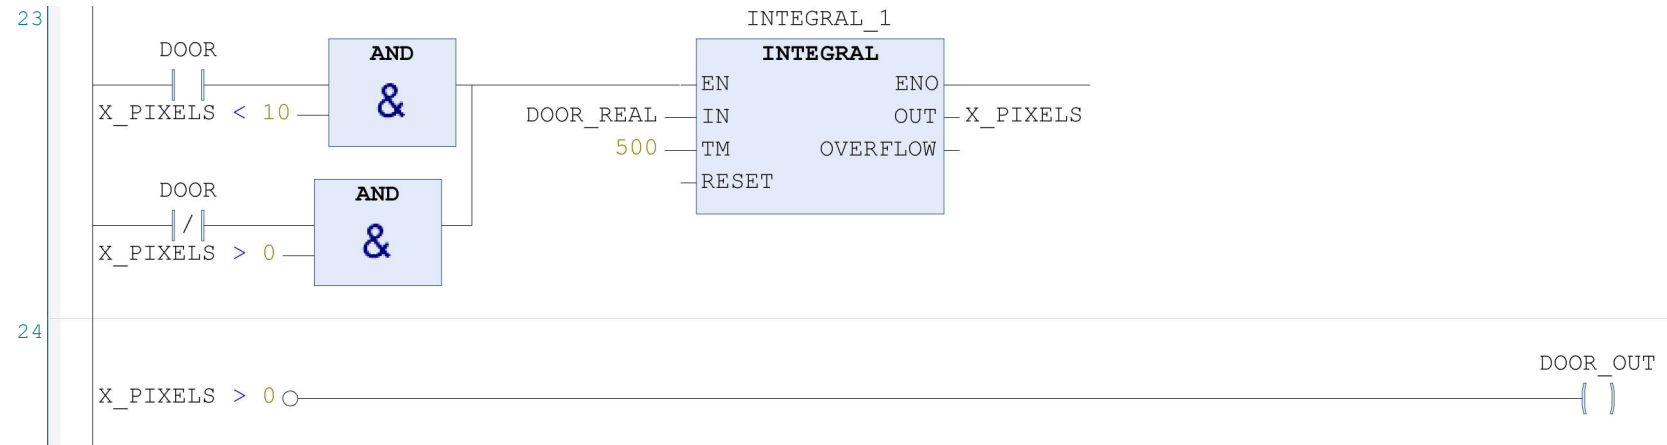 23
INTEGRAL_1
DOOR
AND
INTEGRAL
&
EN
ENO
X_PIXELS < 10
DOOR_REAL
IN
OUT
X_PIXELS
500
TM
OVERFLOW
RESET
DOOR
/
AND
&
X_PIXELS > 0
24
DOOR_OUT
X_PIXELS > 0
( )